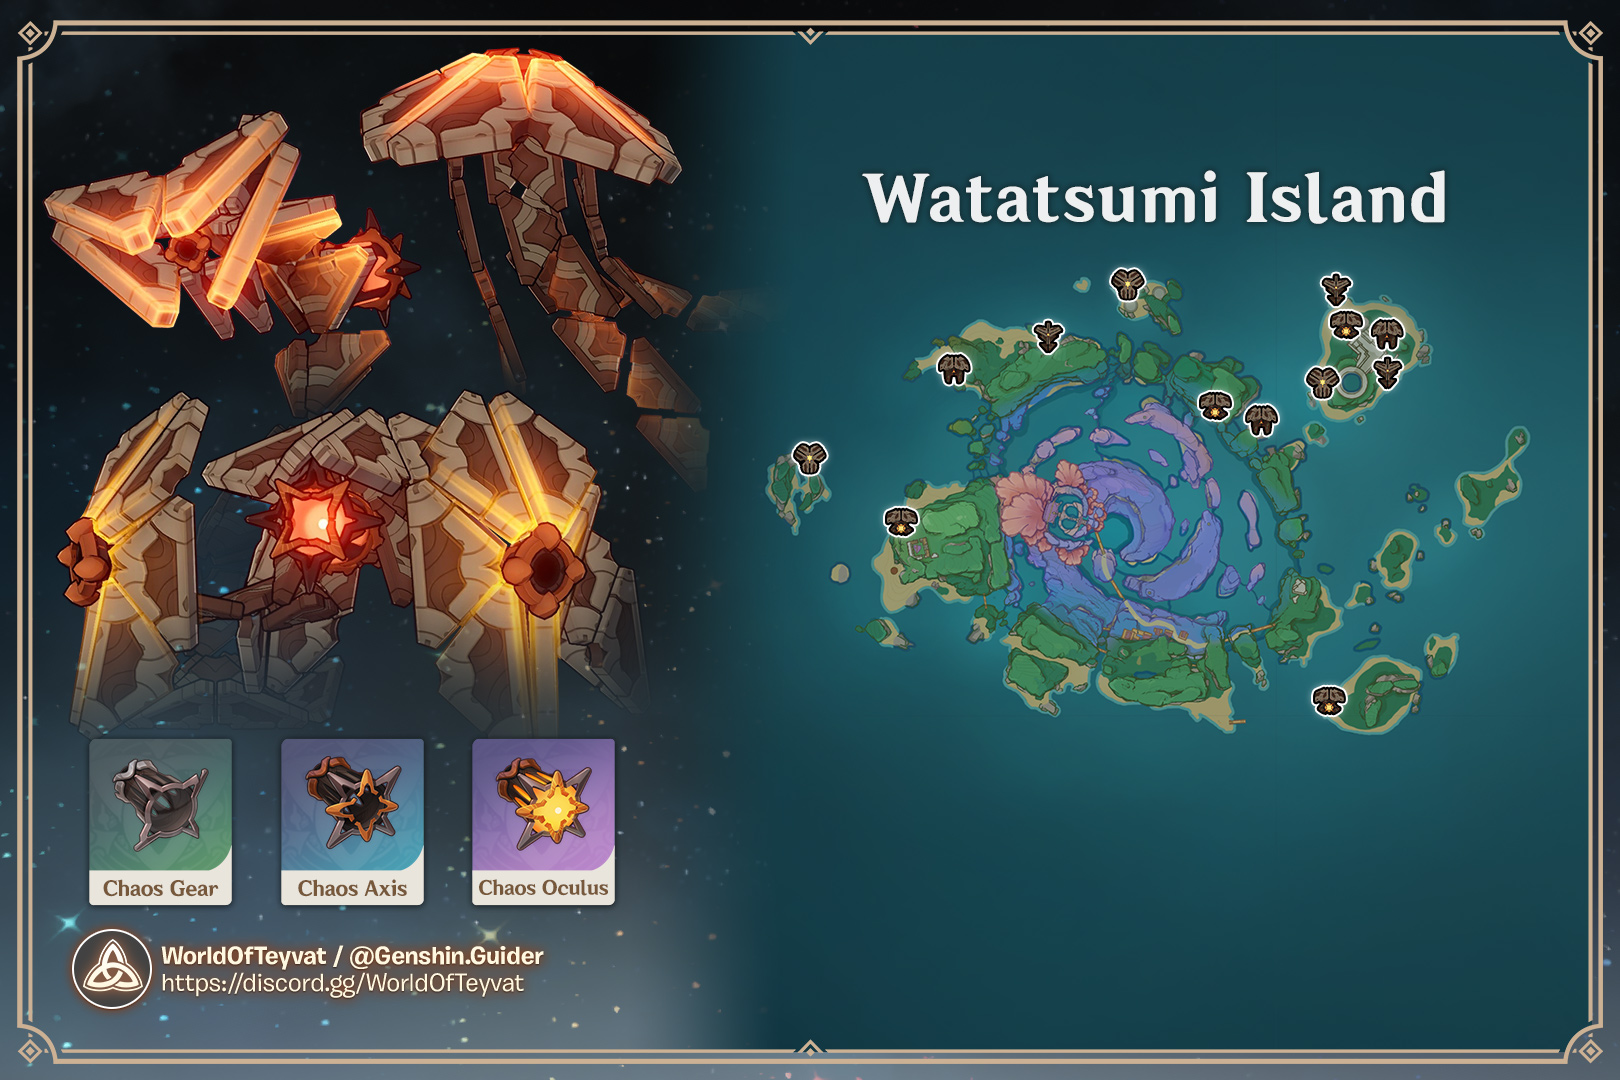 Watatsumi Island
Chaos Gear
Chaos Axis
Chaos Oculus
WorldOfTeyvat / @Genshin.Guider
https://discord.gg/WorldOfTeyvat